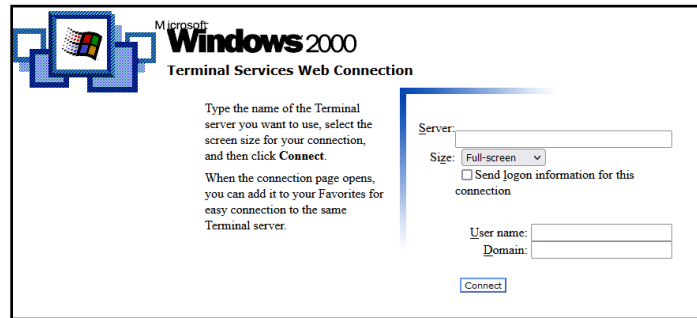 Microsoft
Windows 2000
Terminal Services Web Connection
Type the name of the Terminal
server you want to use, select the
screen size for your connection,
and then click Connect.
When the connection page opens,
you can add it to your Favorites for
easy connection to the same
Terminal server.
Server:
Size: Full-screen
Send logon information for this
connection
User name:
Domain:
Connect